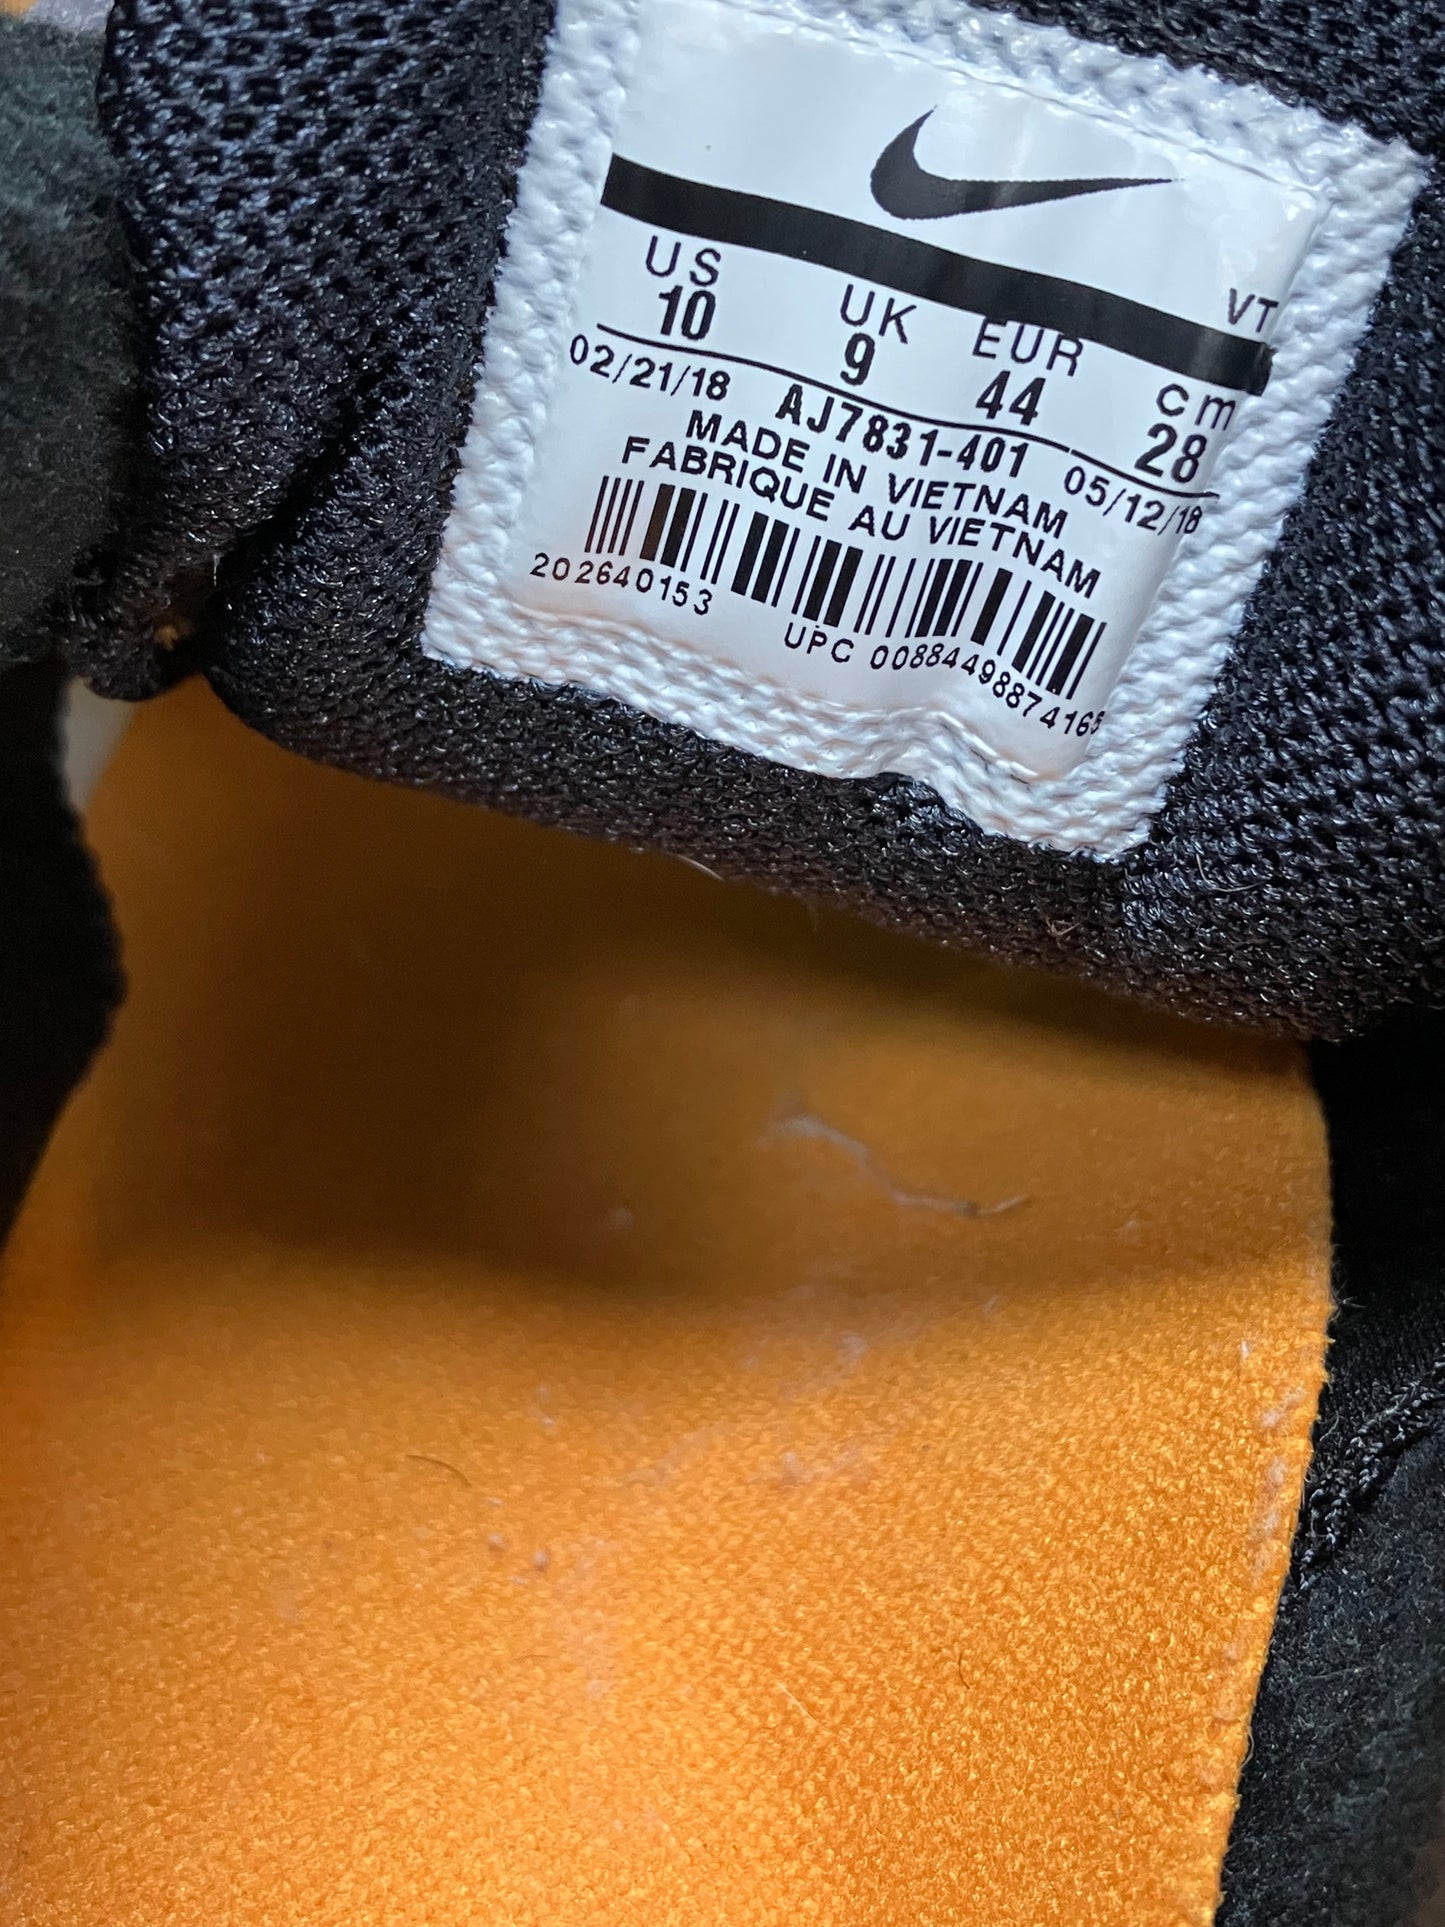 VT
US UK EUR cm
10 9 44 28
02/21/18 AJ7831-401 05/12/18
MADE IN VIETNAM
FABRIQUE AU VIETNAM
202640153
UPC 00884498874165